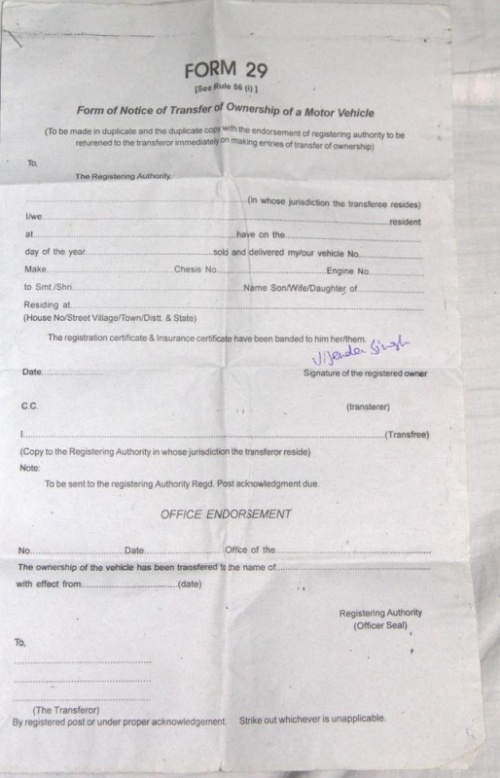 FORM 29
[See Rule 56 (i) ]
Form of Notice of Transfer of Ownership of a Motor Vehicle
(To be made in duplicate and the duplicate copy with the endorsement of registering authority to be
returened to the transferor immediately on making entries of transfer of ownership)
To,
The Registering Authority,
(In whose jurisdiction the transferee resides)
I/we resident
at have on the
day of the year sold and delivered my/our vehicle No.
Make Chesis No Engine No
to Smt /Shri Name Son/Wife/Daughter of
Residing at
(House No/Street Village/Town/Distt. & State)
The registration certificate & Insurance certificate have been banded to him her/them.
Vijender Singh
Date Signature of the registered owner
C.C. (transterer)
I (Transfree)
(Copy to the Registering Authority in whose jurisdiction the transferor reside)
Note:
To be sent to the registering Authority Regd. Post acknowledgment due.
OFFICE ENDORSEMENT
No. Date Offce of the
The ownership of the vehicle has been transfered to the name of
with effect from (date)
Registering Authority
(Officer Seal)
To,
(The Transferor)
By registered post or under proper acknowledgement. Strike out whichever is unapplicable.